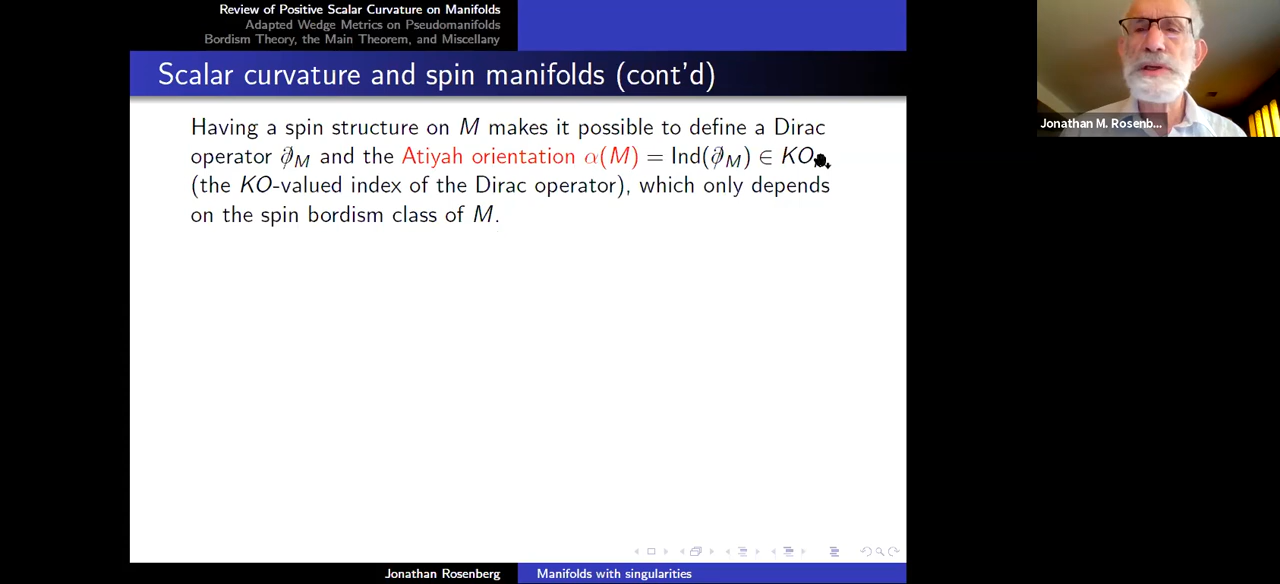 Review of Positive Scalar Curvature on Manifolds
Adapted Wedge Metrics on Pseudomanifolds
Bordism Theory, the Main Theorem, and Miscellany
Scalar curvature and spin manifolds (cont'd)
Having a spin structure on M makes it possible to define a Dirac
operator ∂̸_M and the Atiyah orientation α(M) = Ind(∂̸_M) ∈ KO
(the KO-valued index of the Dirac operator), which only depends
on the spin bordism class of M.
Jonathan M. Rosenb...
Jonathan Rosenberg
Manifolds with singularities